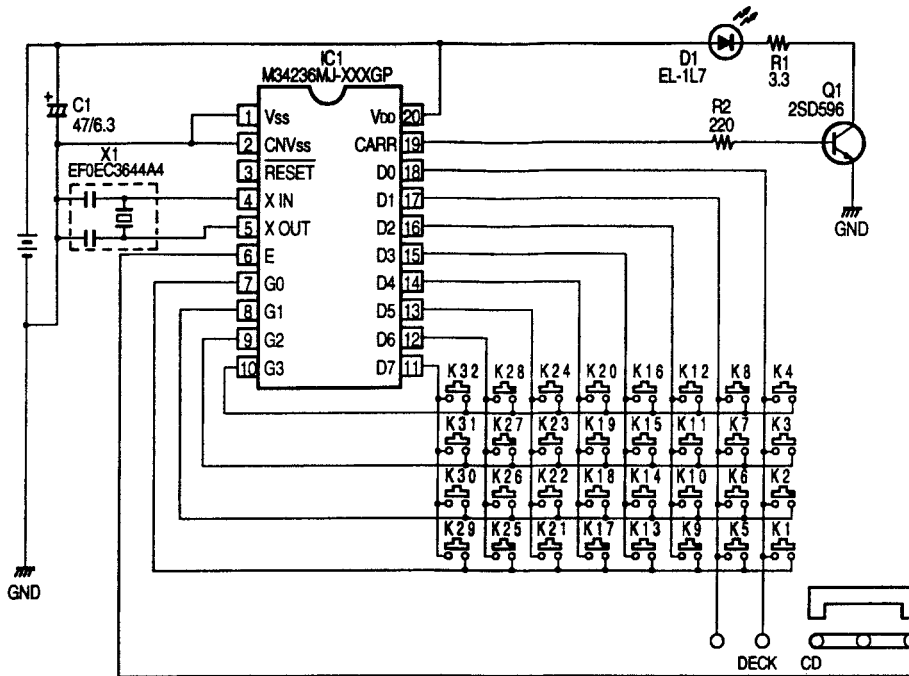 IC1
M34236MJ-XXXGP
D1
EL-1L7
R1
3.3
Q1
2SD596
R2
220
+
C1
47/6.3
X1
EF0EC3644A4
1 Vss VDD 20
2 CNVss CARR 19
3 RESET D0 18
4 X IN D1 17
5 X OUT D2 16
6 E D3 15
7 G0 D4 14
8 G1 D5 13
9 G2 D6 12
10 G3 D7 11
GND
K32 K28 K24 K20 K16 K12 K8 K4
K31 K27 K23 K19 K15 K11 K7 K3
K30 K26 K22 K18 K14 K10 K6 K2
K29 K25 K21 K17 K13 K9 K5 K1
GND
DECK CD